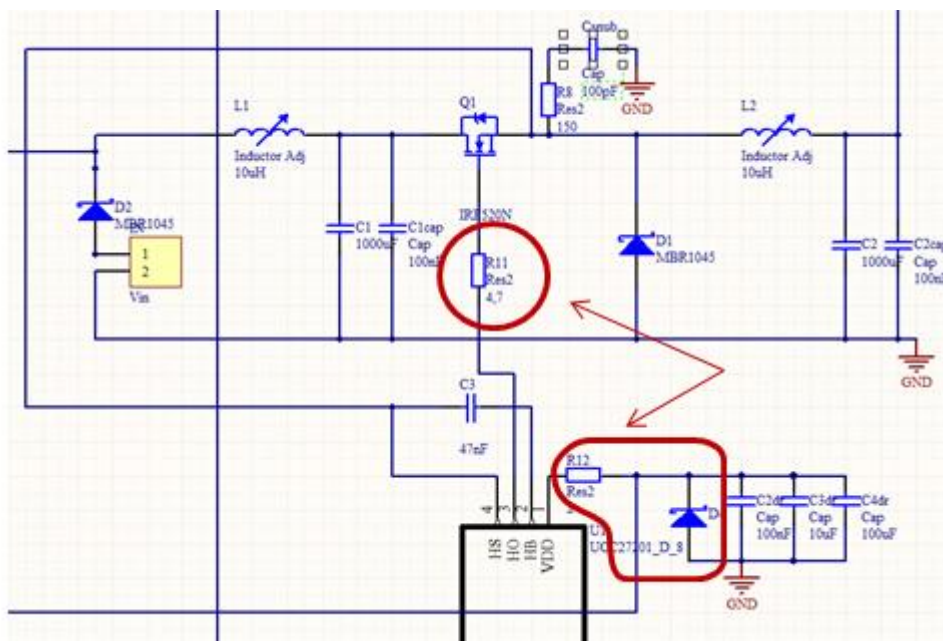 Csnub
Cap
100pF
GND
R8
Res2
150
L1
Inductor Adj
10uH
Q1
IRF520N
L2
Inductor Adj
10uH
D2
MBR1045
1
2
Vin
C1
1000uF
C1cap
Cap
100nF
R11
Res2
4,7
D1
MBR1045
C2
1000uF
C2cap
Cap
GND
C3
47nF
R12
Res2
4
3
2
1
HS
HO
HB
VDD
UCC27201_D_8
C2dr
Cap
100nF
C3dr
Cap
10uF
C4dr
Cap
100uF
GND